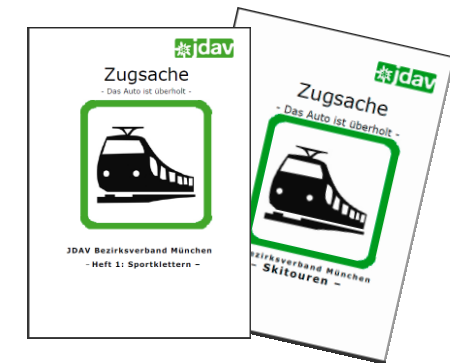 jdav
Zugsache
- Das Auto ist überholt -
JDAV Bezirksverband München
- Heft 1: Sportklettern –
jdav
Zugsache
- Das Auto ist überholt -
München
– Skitouren –